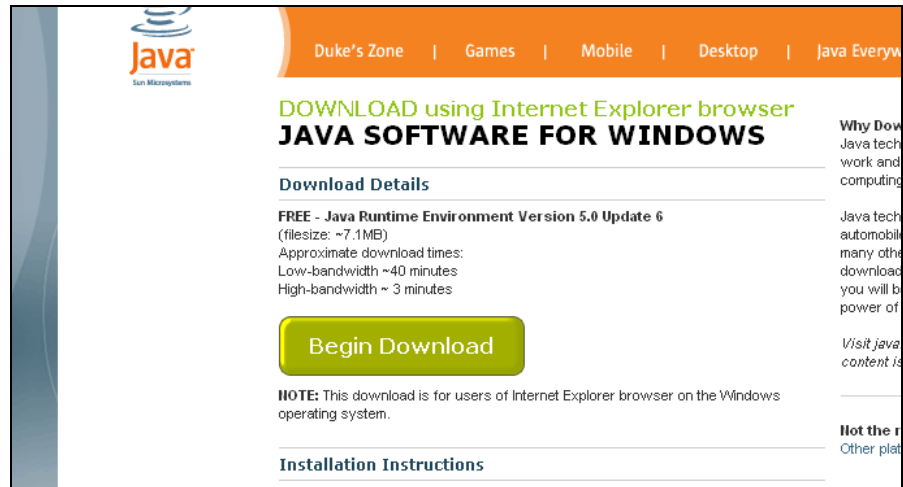 Java
Sun Microsystems
Duke's Zone | Games | Mobile | Desktop | Java Everyw
DOWNLOAD using Internet Explorer browser
JAVA SOFTWARE FOR WINDOWS
Download Details
FREE - Java Runtime Environment Version 5.0 Update 6
(filesize: ~7.1MB)
Approximate download times:
Low-bandwidth ~40 minutes
High-bandwidth ~ 3 minutes
Begin Download
NOTE: This download is for users of Internet Explorer browser on the Windows
operating system.
Installation Instructions
Why Dow
Java tech
work and
computing
Java tech
automobile
many othe
download
you will b
power of
Visit java.
content is
Not the r
Other plat